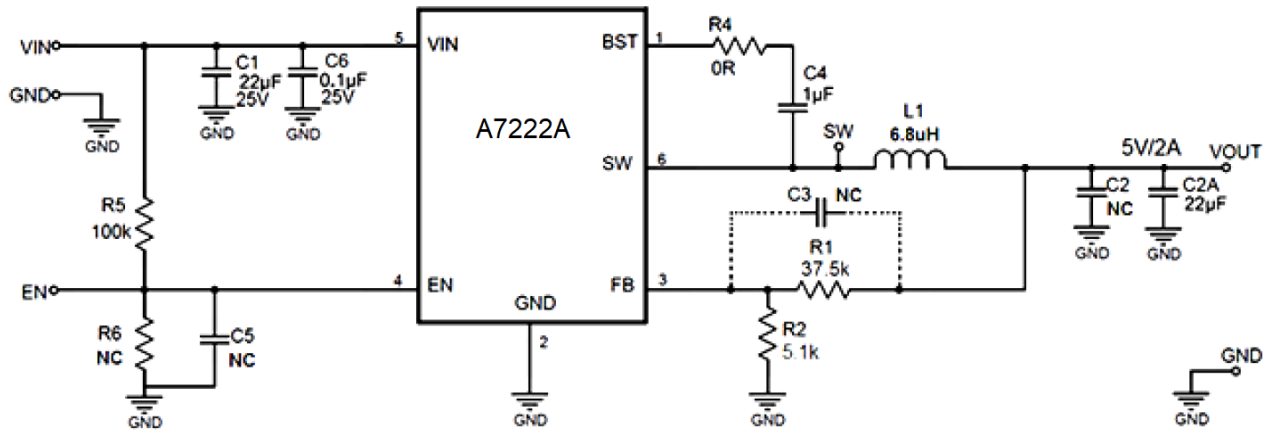 VIN
GND
GND
C1
22µF
25V
GND
C6
0.1µF
25V
GND
5
VIN
BST
1
R4
0R
C4
1µF
A7222A
SW
6
SW
L1
6.8uH
5V/2A
VOUT
C2
NC
GND
C2A
22µF
GND
R5
100k
C3
NC
R1
37.5k
EN
4
EN
FB
3
GND
2
GND
R6
NC
C5
NC
GND
R2
5.1k
GND
GND
GND